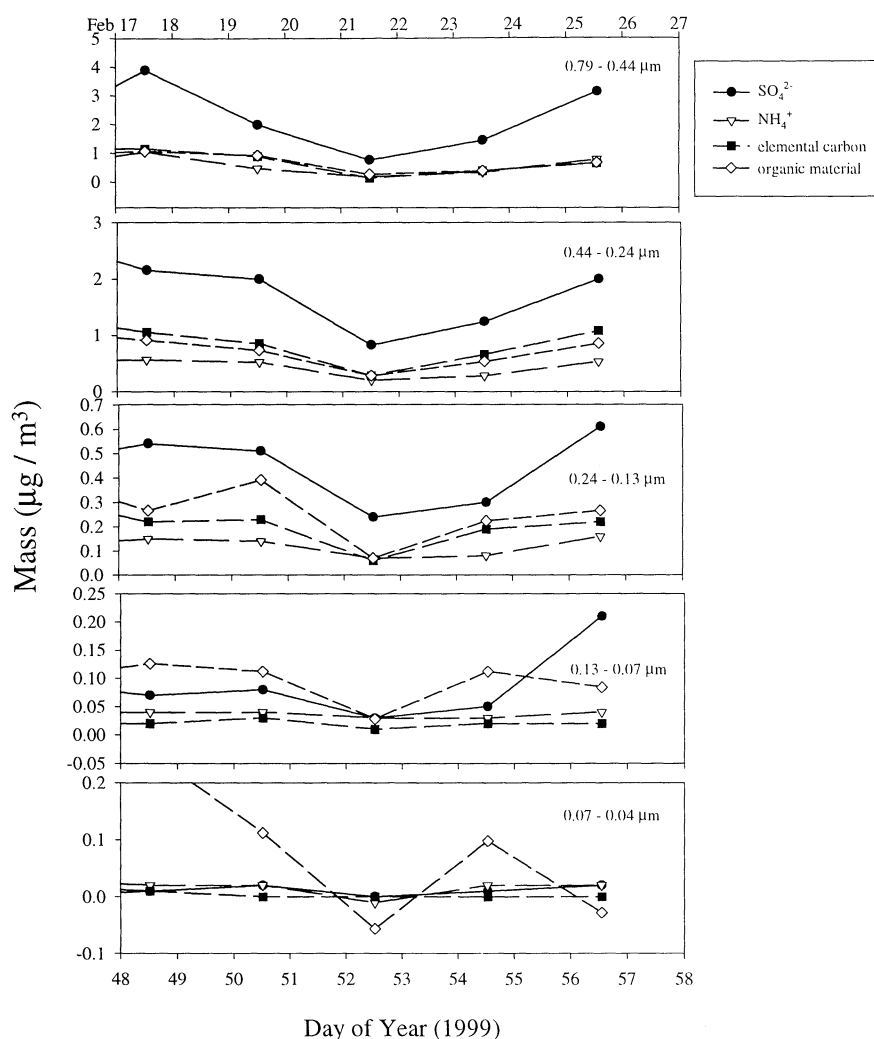 Feb 17 18 19 20 21 22 23 24 25 26 27
5
4
3
2
1
0
0.79 - 0.44 μm
SO₄²⁻
NH₄⁺
elemental carbon
organic material
3
2
1
0
0.44 - 0.24 μm
0.7
0.6
0.5
0.4
0.3
0.2
0.1
0.0
0.24 - 0.13 μm
Mass (μg / m³)
0.25
0.20
0.15
0.10
0.05
0.00
-0.05
0.13 - 0.07 μm
0.2
0.1
0.0
-0.1
0.07 - 0.04 μm
48 49 50 51 52 53 54 55 56 57 58
Day of Year (1999)